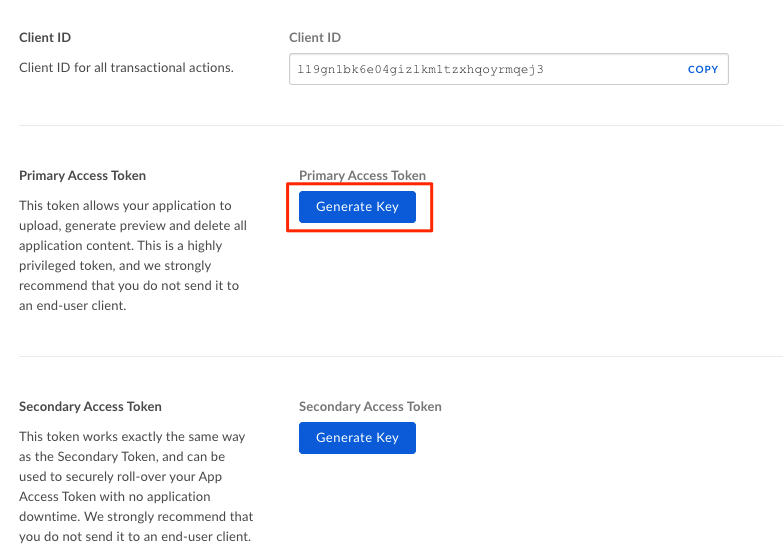 Client ID
Client ID
Client ID for all transactional actions.
l19gn1bk6e04giz1km1tzxhqoyrmqej3
COPY
Primary Access Token
Primary Access Token
This token allows your application to
upload, generate preview and delete all
application content. This is a highly
privileged token, and we strongly
recommend that you do not send it to
an end-user client.
Generate Key
Secondary Access Token
Secondary Access Token
This token works exactly the same way
as the Secondary Token, and can be
used to securely roll-over your App
Access Token with no application
downtime. We strongly recommend that
you do not send it to an end-user client.
Generate Key